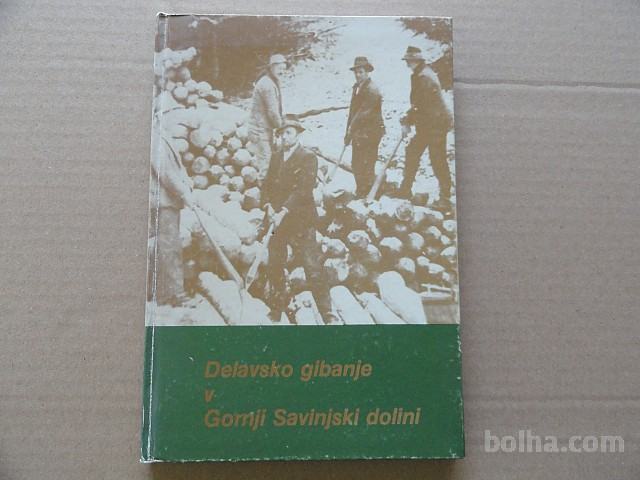 Delavsko gibanje
v
Gornji Savinjski dolini
bolha.com